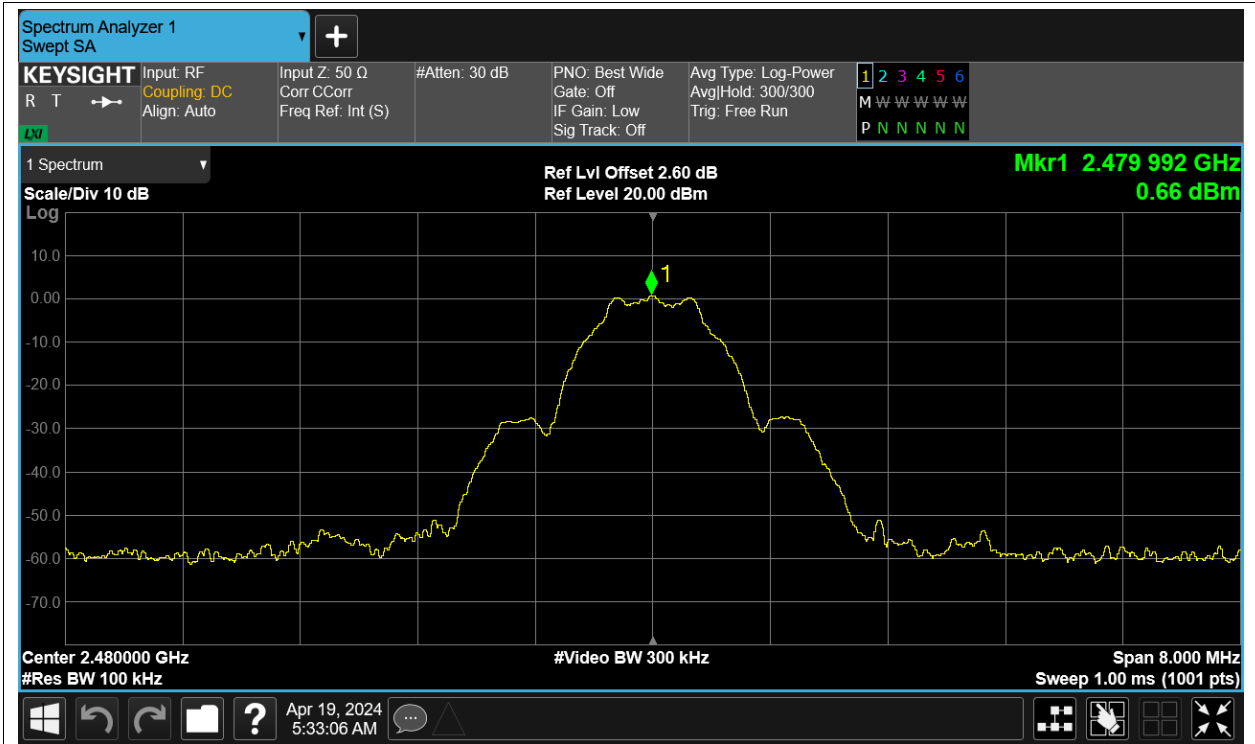 Spectrum Analyzer 1
Swept SA
KEYSIGHT
R T
LXI
Input: RF
Coupling: DC
Align: Auto
Input Z: 50 Ω
Corr CCorr
Freq Ref: Int (S)
#Atten: 30 dB
PNO: Best Wide
Gate: Off
IF Gain: Low
Sig Track: Off
Avg Type: Log-Power
Avg|Hold: 300/300
Trig: Free Run
1 2 3 4 5 6
M W W W W W
P N N N N N
1 Spectrum
Scale/Div 10 dB
Log
Ref Lvl Offset 2.60 dB
Ref Level 20.00 dBm
Mkr1 2.479 992 GHz
0.66 dBm
1
10.0
0.00
-10.0
-20.0
-30.0
-40.0
-50.0
-60.0
-70.0
Center 2.480000 GHz
#Res BW 100 kHz
#Video BW 300 kHz
Span 8.000 MHz
Sweep 1.00 ms (1001 pts)
?
Apr 19, 2024
5:33:06 AM